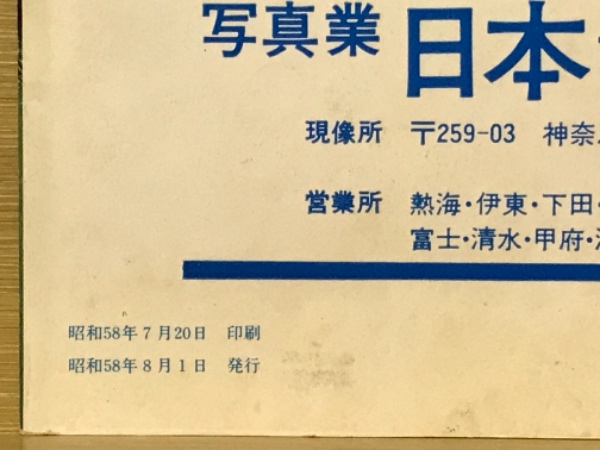 写真業 日本
現像所 〒259-03 神奈
営業所 熱海・伊東・下田・
富士・清水・甲府・
昭和58年7月20日 印刷
昭和58年8月1日 発行